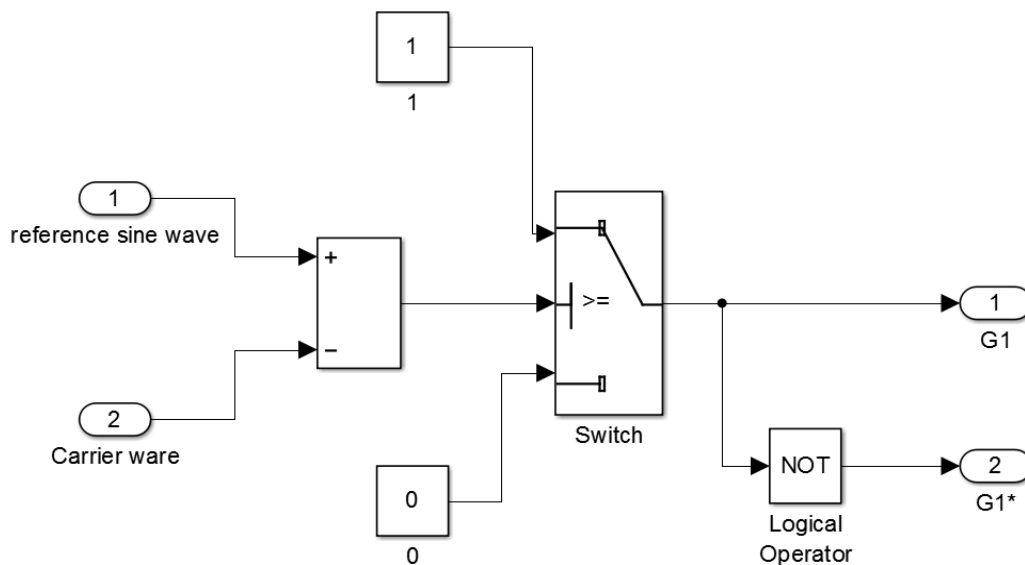 1
1
1
reference sine wave
+
−
2
Carrier ware
>=
Switch
0
0
1
G1
NOT
Logical
Operator
2
G1*